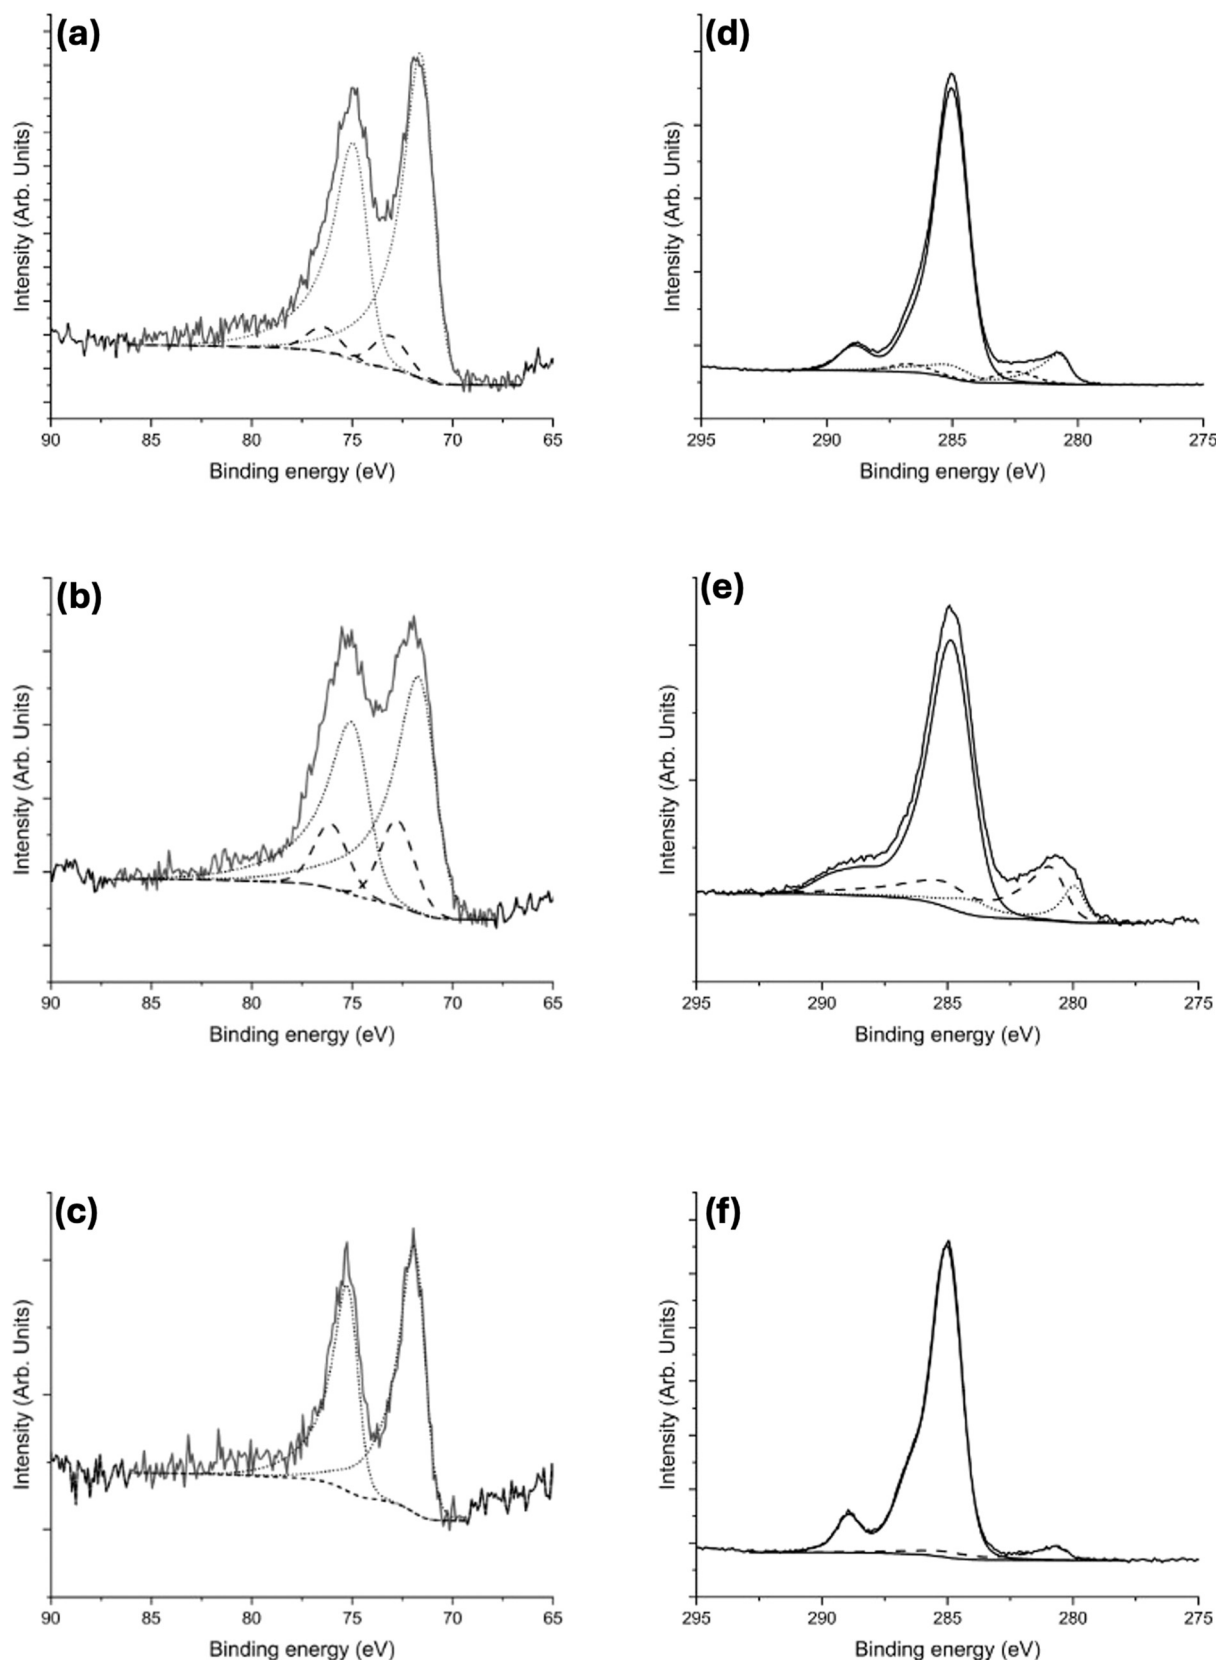 (a)
Intensity (Arb. Units)
90 85 80 75 70 65
Binding energy (eV)
(d)
Intensity (Arb. Units)
295 290 285 280 275
Binding energy (eV)
(b)
Intensity (Arb. Units)
90 85 80 75 70 65
Binding energy (eV)
(e)
Intensity (Arb. Units)
295 290 285 280 275
Binding energy (eV)
(c)
Intensity (Arb. Units)
90 85 80 75 70 65
Binding energy (eV)
(f)
Intensity (Arb. Units)
295 290 285 280 275
Binding energy (eV)